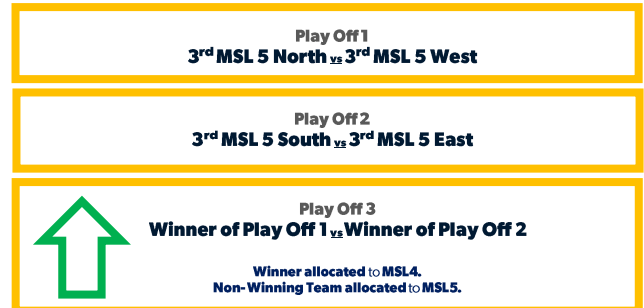 Play Off 1
3rd MSL 5 North vs 3rd MSL 5 West
Play Off 2
3rd MSL 5 South vs 3rd MSL 5 East
Play Off 3
Winner of Play Off 1 vs Winner of Play Off 2
Winner allocated to MSL4.
Non-Winning Team allocated to MSL5.